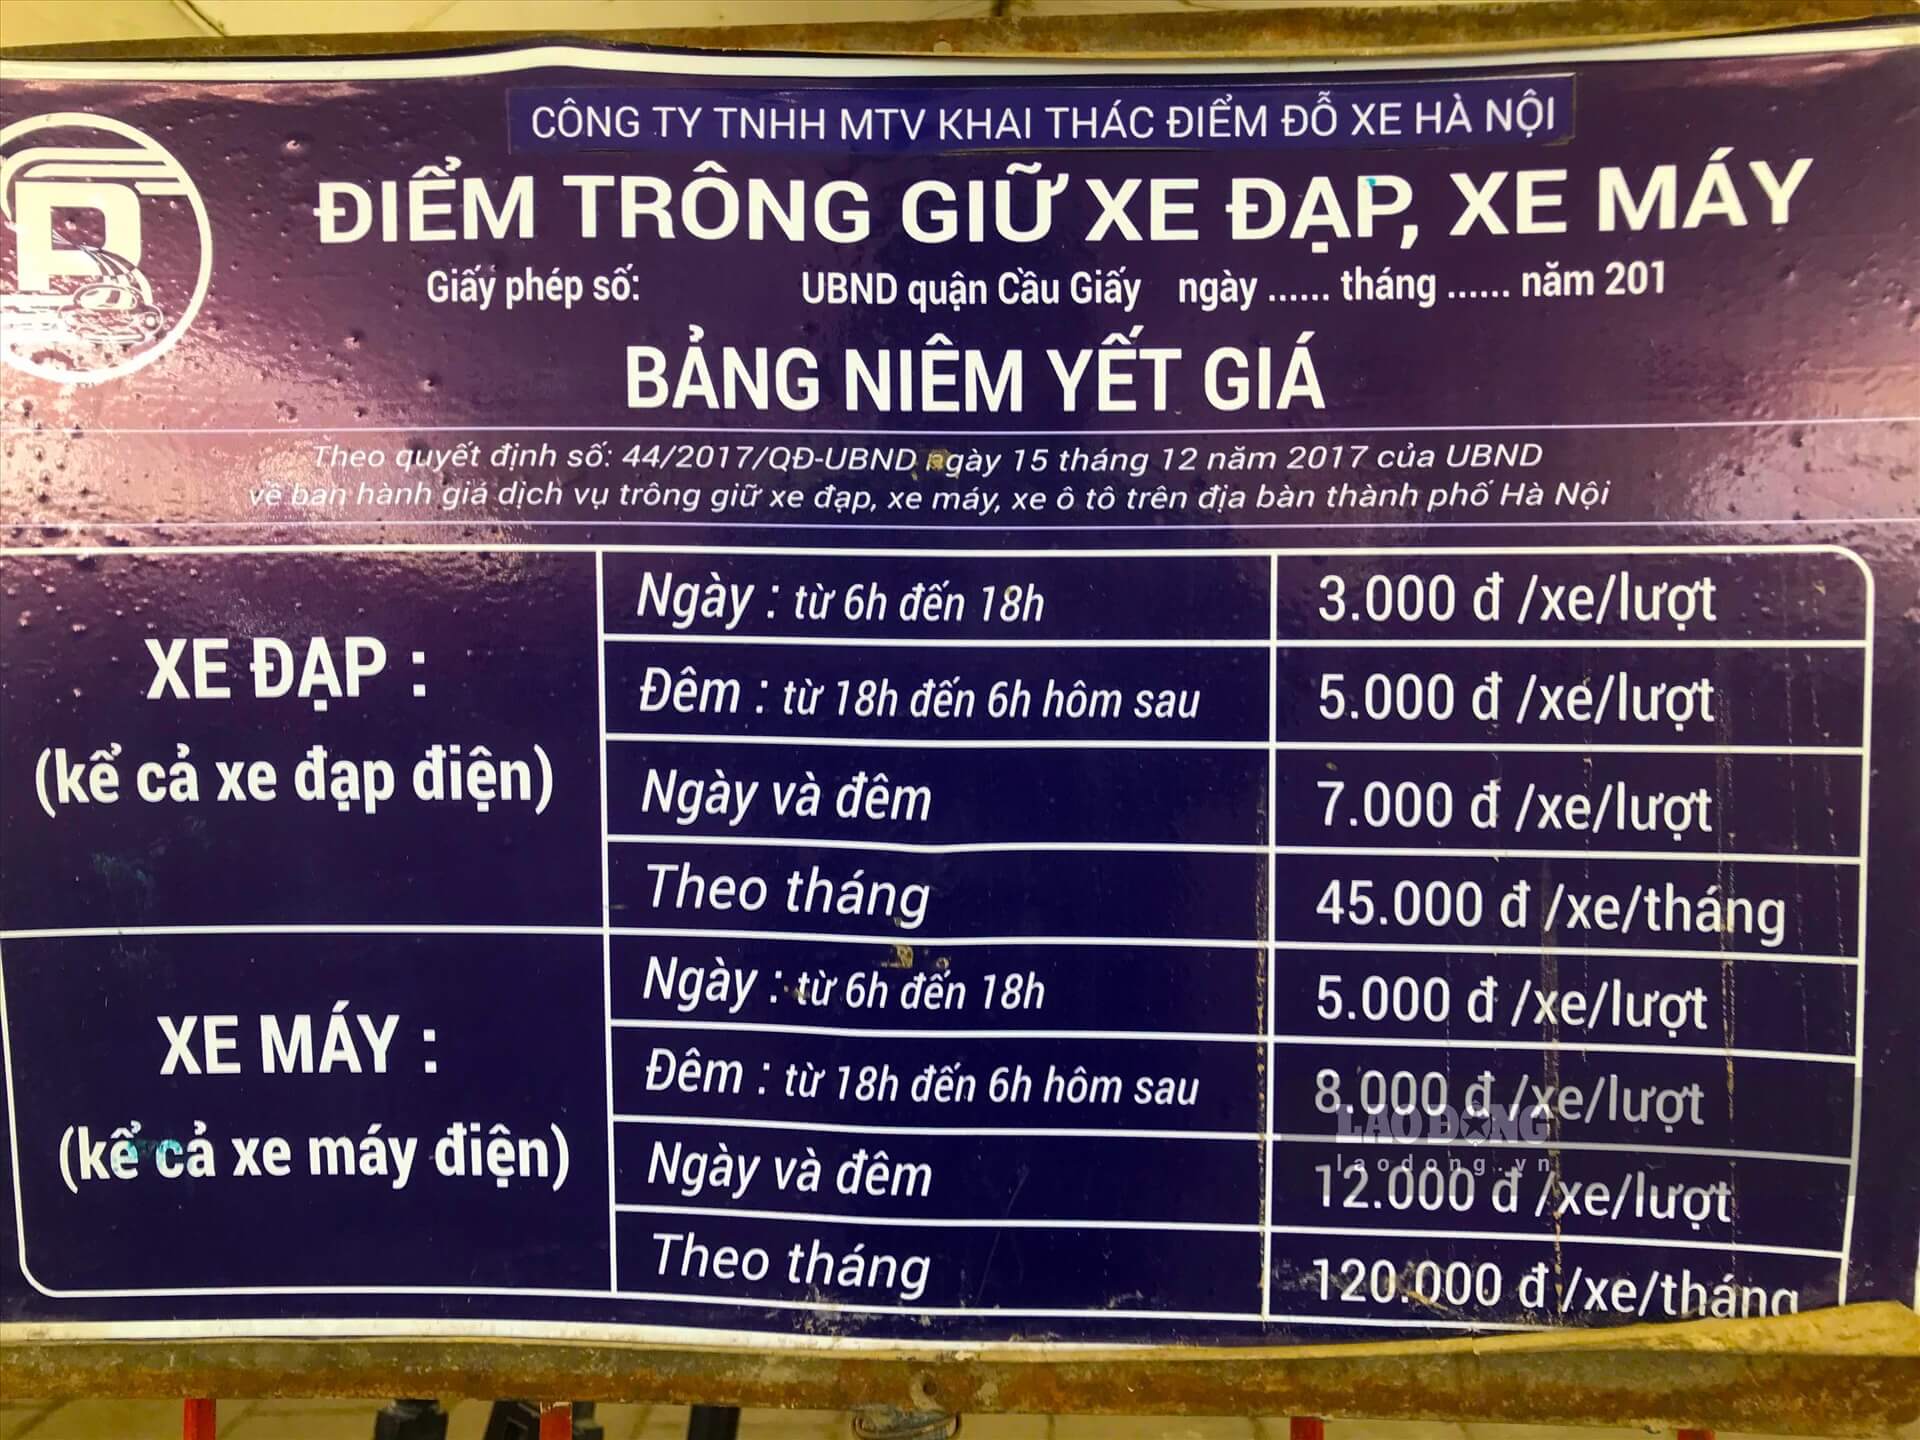 CÔNG TY TNHH MTV KHAI THÁC ĐIỂM ĐỖ XE HÀ NỘI
ĐIỂM TRÔNG GIỮ XE ĐẠP, XE MÁY
Giấy phép số: UBND quận Cầu Giấy ngày ...... tháng ...... năm 201
BẢNG NIÊM YẾT GIÁ
Theo quyết định số: 44/2017/QĐ-UBND ngày 15 tháng 12 năm 2017 của UBND
về ban hành giá dịch vụ trông giữ xe đạp, xe máy, xe ô tô trên địa bàn thành phố Hà Nội
XE ĐẠP :
(kể cả xe đạp điện)
Ngày : từ 6h đến 18h 3.000 đ /xe/lượt
Đêm : từ 18h đến 6h hôm sau 5.000 đ /xe/lượt
Ngày và đêm 7.000 đ /xe/lượt
Theo tháng 45.000 đ /xe/tháng
XE MÁY :
(kể cả xe máy điện)
Ngày : từ 6h đến 18h 5.000 đ /xe/lượt
Đêm : từ 18h đến 6h hôm sau 8.000 đ /xe/lượt
Ngày và đêm 12.000 đ /xe/lượt
Theo tháng 120.000 đ /xe/tháng
LAO ĐỘNG
laodong.vn